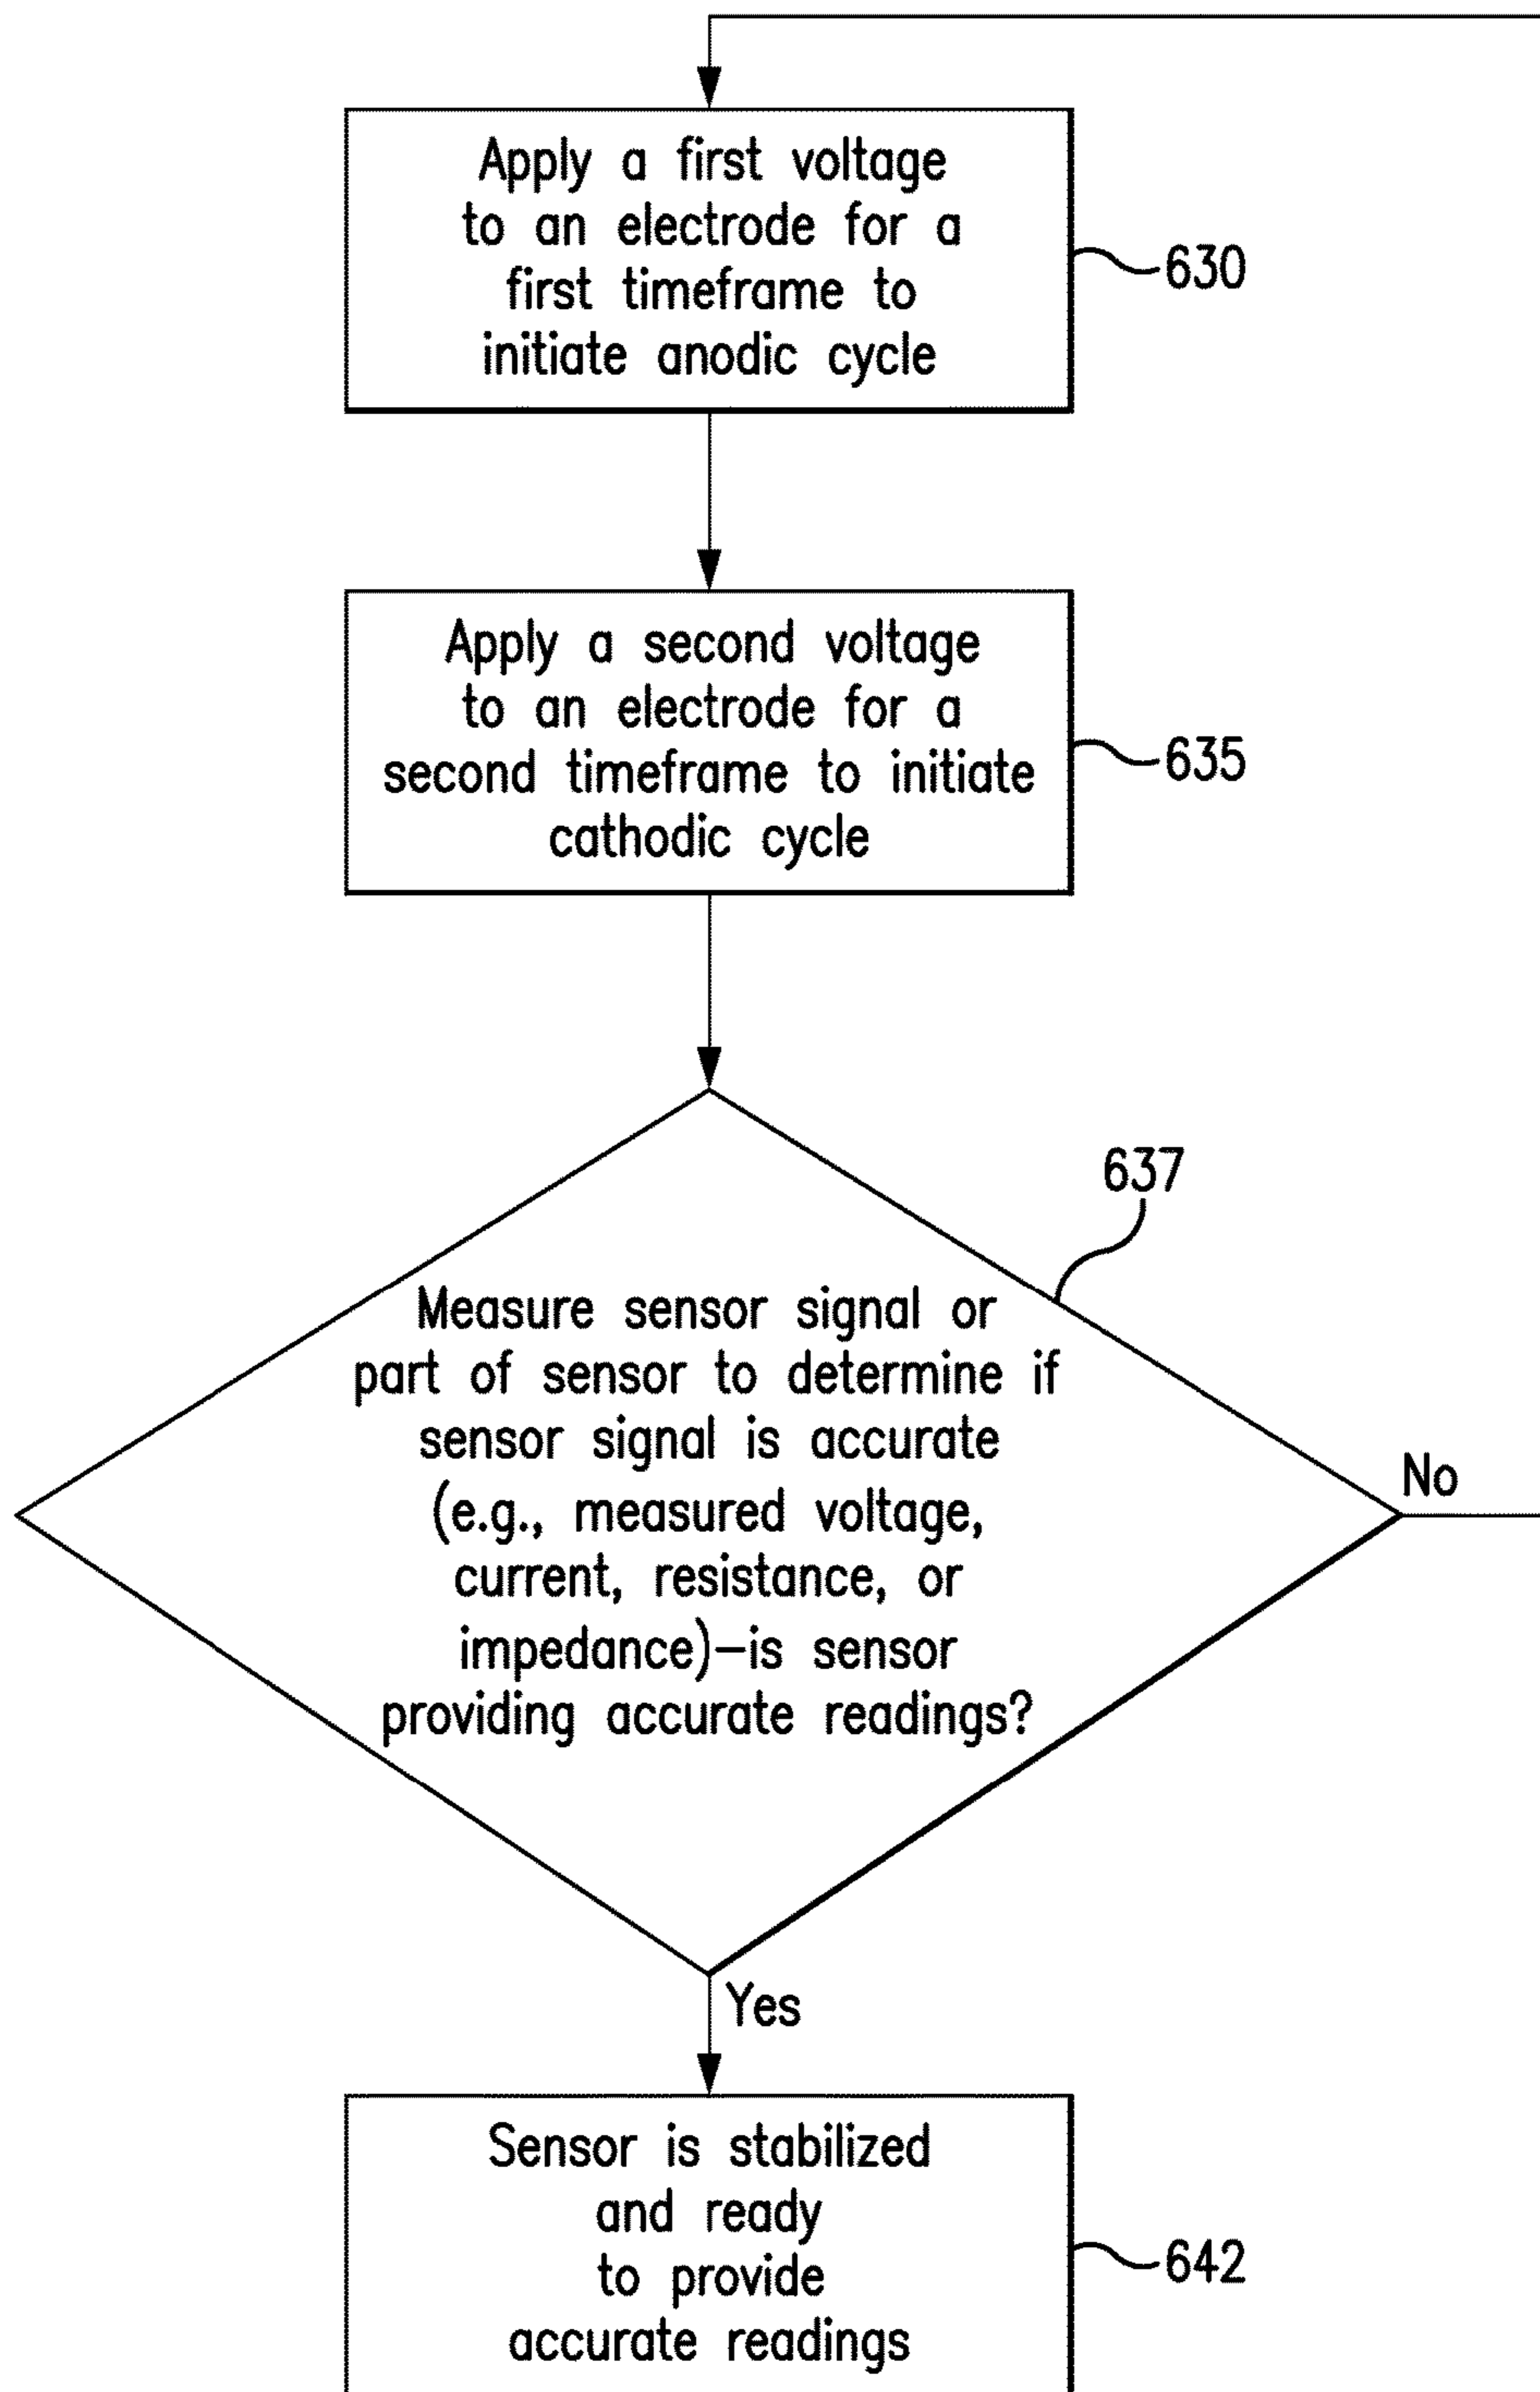 Apply a first voltage
to an electrode for a
first timeframe to
initiate anodic cycle
630
Apply a second voltage
to an electrode for a
second timeframe to initiate
cathodic cycle
635
637
Measure sensor signal or
part of sensor to determine if
sensor signal is accurate
(e.g., measured voltage,
current, resistance, or
impedance)–is sensor
providing accurate readings?
No
Yes
Sensor is stabilized
and ready
to provide
accurate readings
642